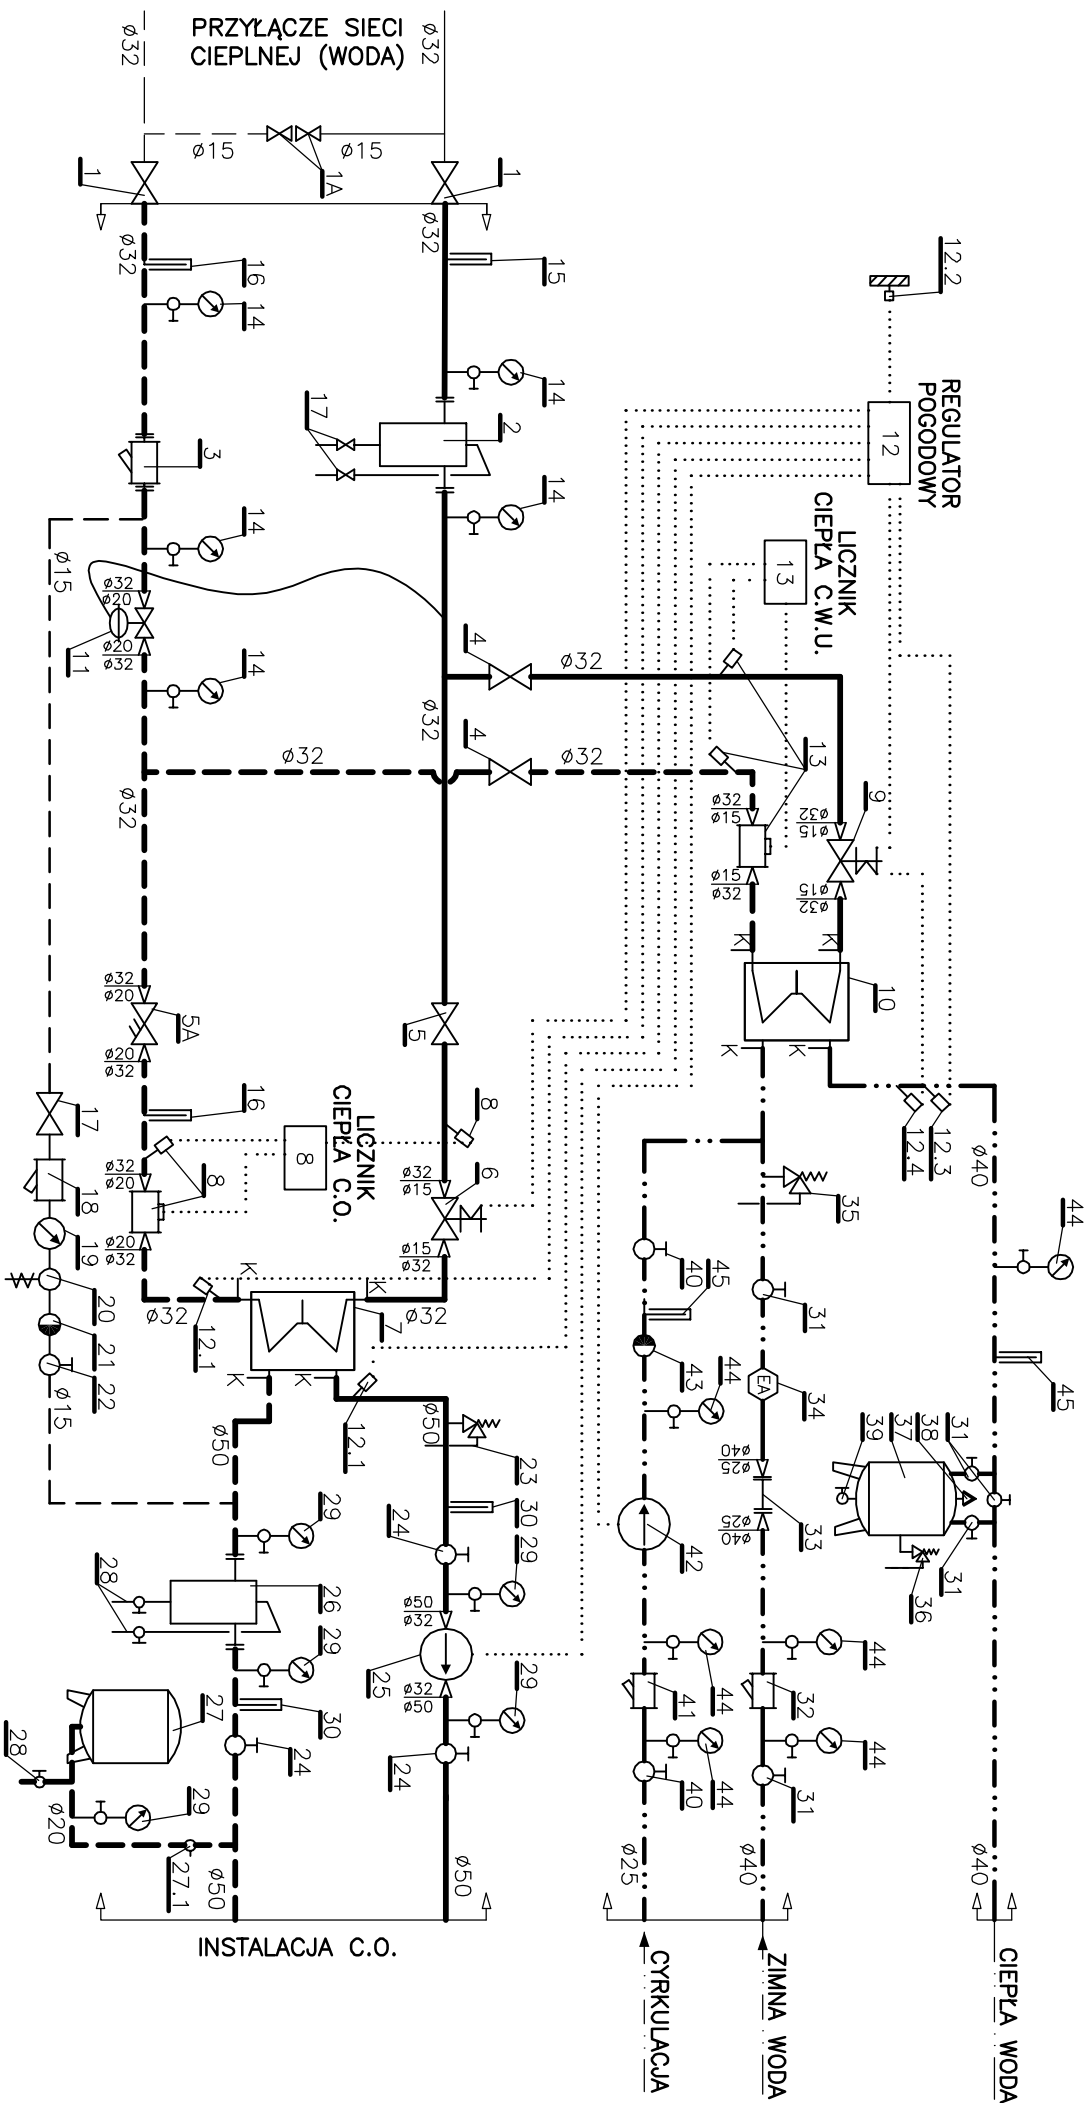 44
45
12.2
REGULATOR
POGODOWY
12
12.3
12.4
ø40
ø40
CIEPŁA WODA
31
38
37
39
31
36
LICZNIK
CIEPŁA C.W.U.
13
13
9
ø32
ø15
ø15
ø32
10
K
K
K
K
35
31
34
33
44
32
44
31
ø32
ø15
ø15
ø32
ø40
ø25
ø25
ø40
ø40
ZIMNA WODA
40
45
43
44
42
44
41
44
40
ø25
CYRKULACJA
ø32
ø32
4
4
15
14
2
14
17
ø32
1
ø32
ø32
5
8
6
ø32
ø15
ø15
ø32
ø32
PRZYŁĄCZE SIECI
CIEPLNEJ (WODA)
ø15
ø15
1A
LICZNIK
CIEPŁA C.O.
8
8
7
K
K
K
K
12.1
12.1
23
30
29
24
25
29
24
ø50
ø50
ø32
ø32
ø50
ø50
16
14
3
14
14
11
ø32
16
5A
ø32
1
ø32
ø32
ø20
ø20
ø32
ø32
ø32
ø20
ø20
ø32
ø32
ø20
ø20
ø32
ø32
29
26
29
30
24
28
27
28
29
27.1
ø50
ø50
ø20
INSTALACJA C.O.
ø15
17
18
19
20
21
22
ø15